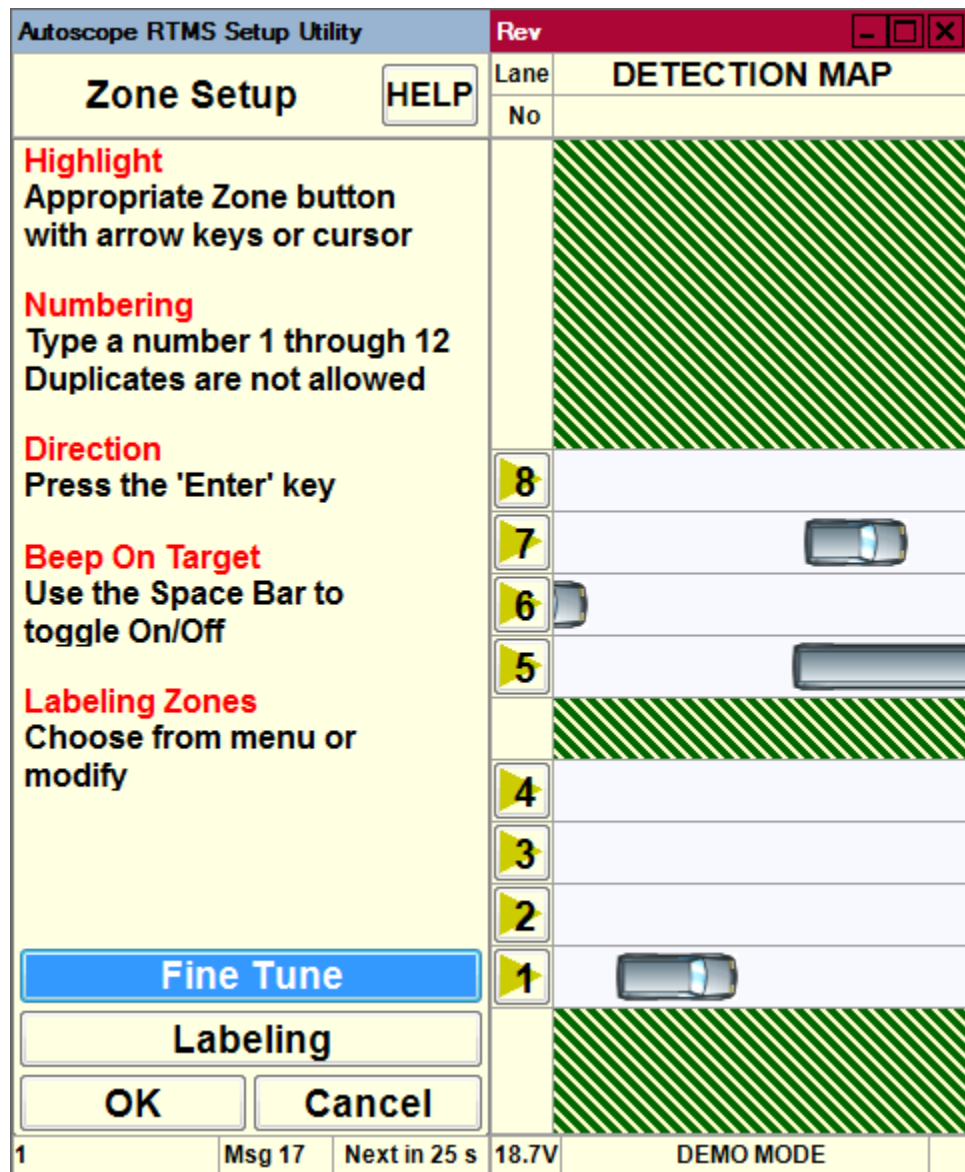 Autoscope RTMS Setup Utility
Rev
Zone Setup
HELP
Lane
No
DETECTION MAP
Highlight
Appropriate Zone button
with arrow keys or cursor
Numbering
Type a number 1 through 12
Duplicates are not allowed
Direction
Press the 'Enter' key
Beep On Target
Use the Space Bar to
toggle On/Off
Labeling Zones
Choose from menu or
modify
Fine Tune
Labeling
OK
Cancel
8
7
6
5
4
3
2
1
1
Msg 17
Next in 25 s
18.7V
DEMO MODE